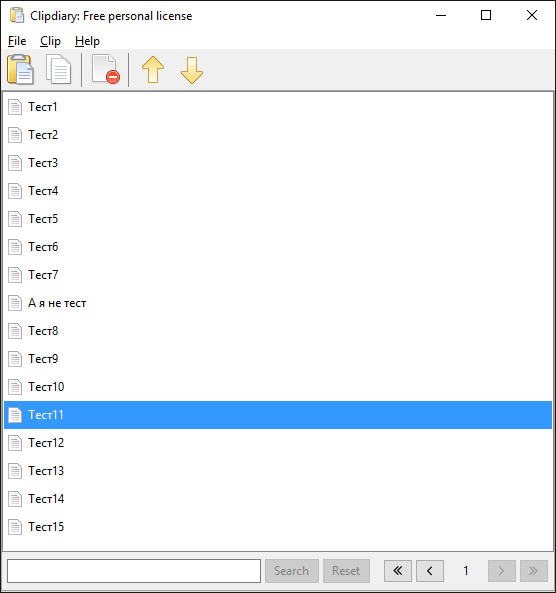 Clipdiary: Free personal license
File Clip Help
Тест1
Тест2
Тест3
Тест4
Тест5
Тест6
Тест7
А я не тест
Тест8
Тест9
Тест10
Тест11
Тест12
Тест13
Тест14
Тест15
Search Reset 1